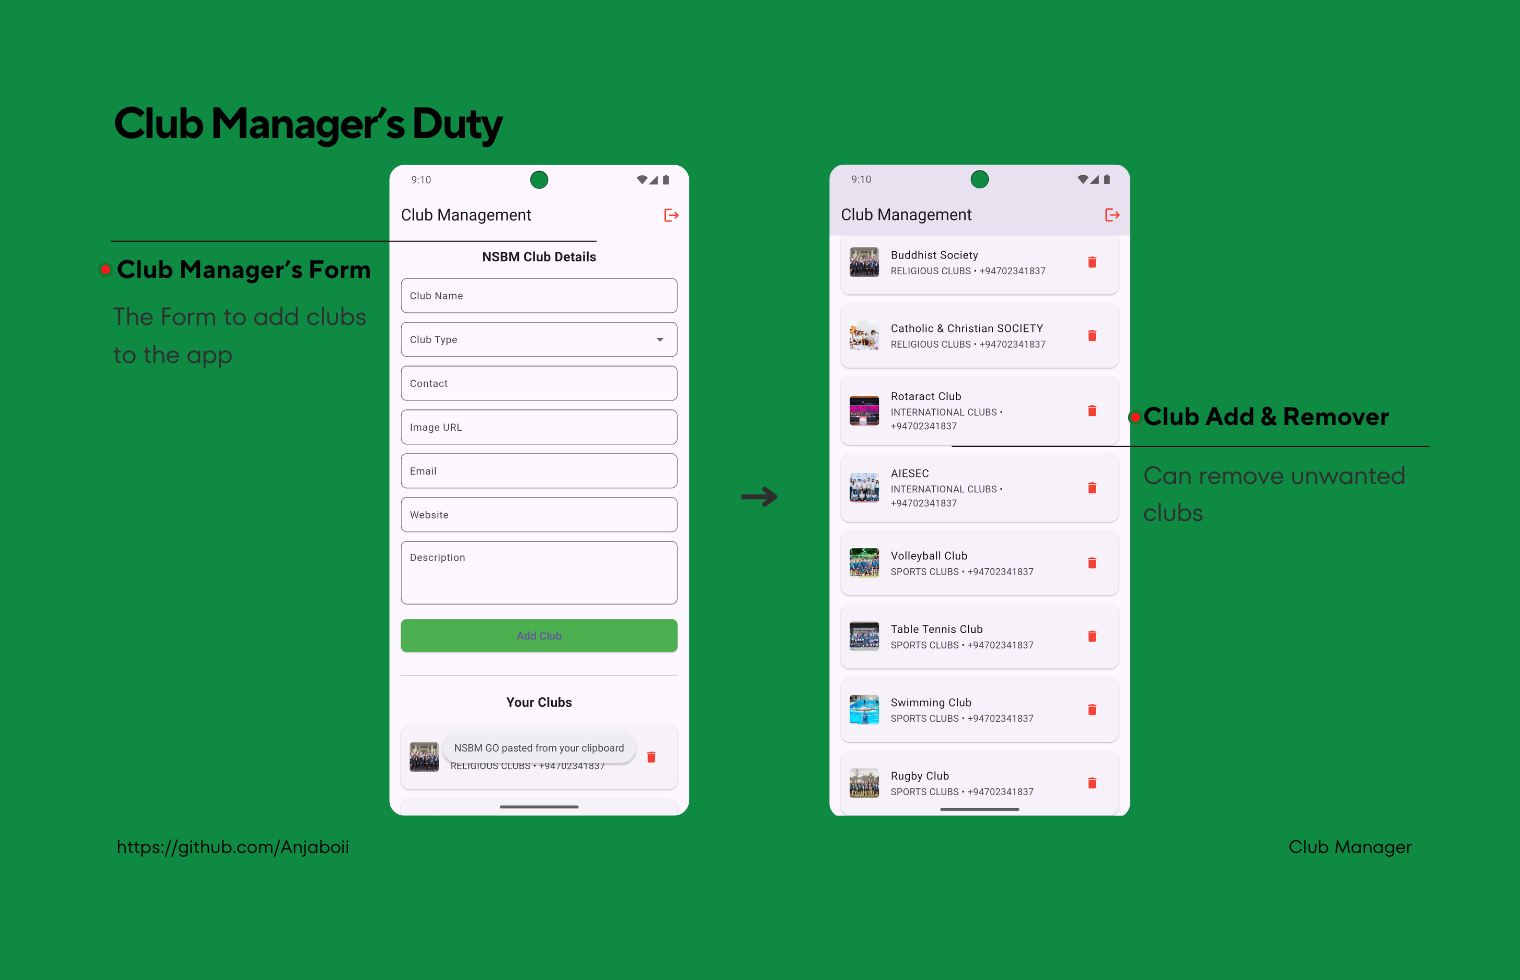 Club Manager's Duty
9:10
Club Management
Club Manager's Form
The Form to add clubs
to the app
NSBM Club Details
Club Name
Club Type
Contact
Image URL
Email
Website
Description
Add Club
Your Clubs
NSBM GO pasted from your clipboard
RELIGIOUS CLUBS • +94702341837
9:10
Club Management
Buddhist Society
RELIGIOUS CLUBS • +94702341837
Catholic & Christian SOCIETY
RELIGIOUS CLUBS • +94702341837
Rotaract Club
INTERNATIONAL CLUBS •
+94702341837
AIESEC
INTERNATIONAL CLUBS •
+94702341837
Volleyball Club
SPORTS CLUBS • +94702341837
Table Tennis Club
SPORTS CLUBS • +94702341837
Swimming Club
SPORTS CLUBS • +94702341837
Rugby Club
SPORTS CLUBS • +94702341837
Club Add & Remover
Can remove unwanted
clubs
https://github.com/Anjaboii
Club Manager